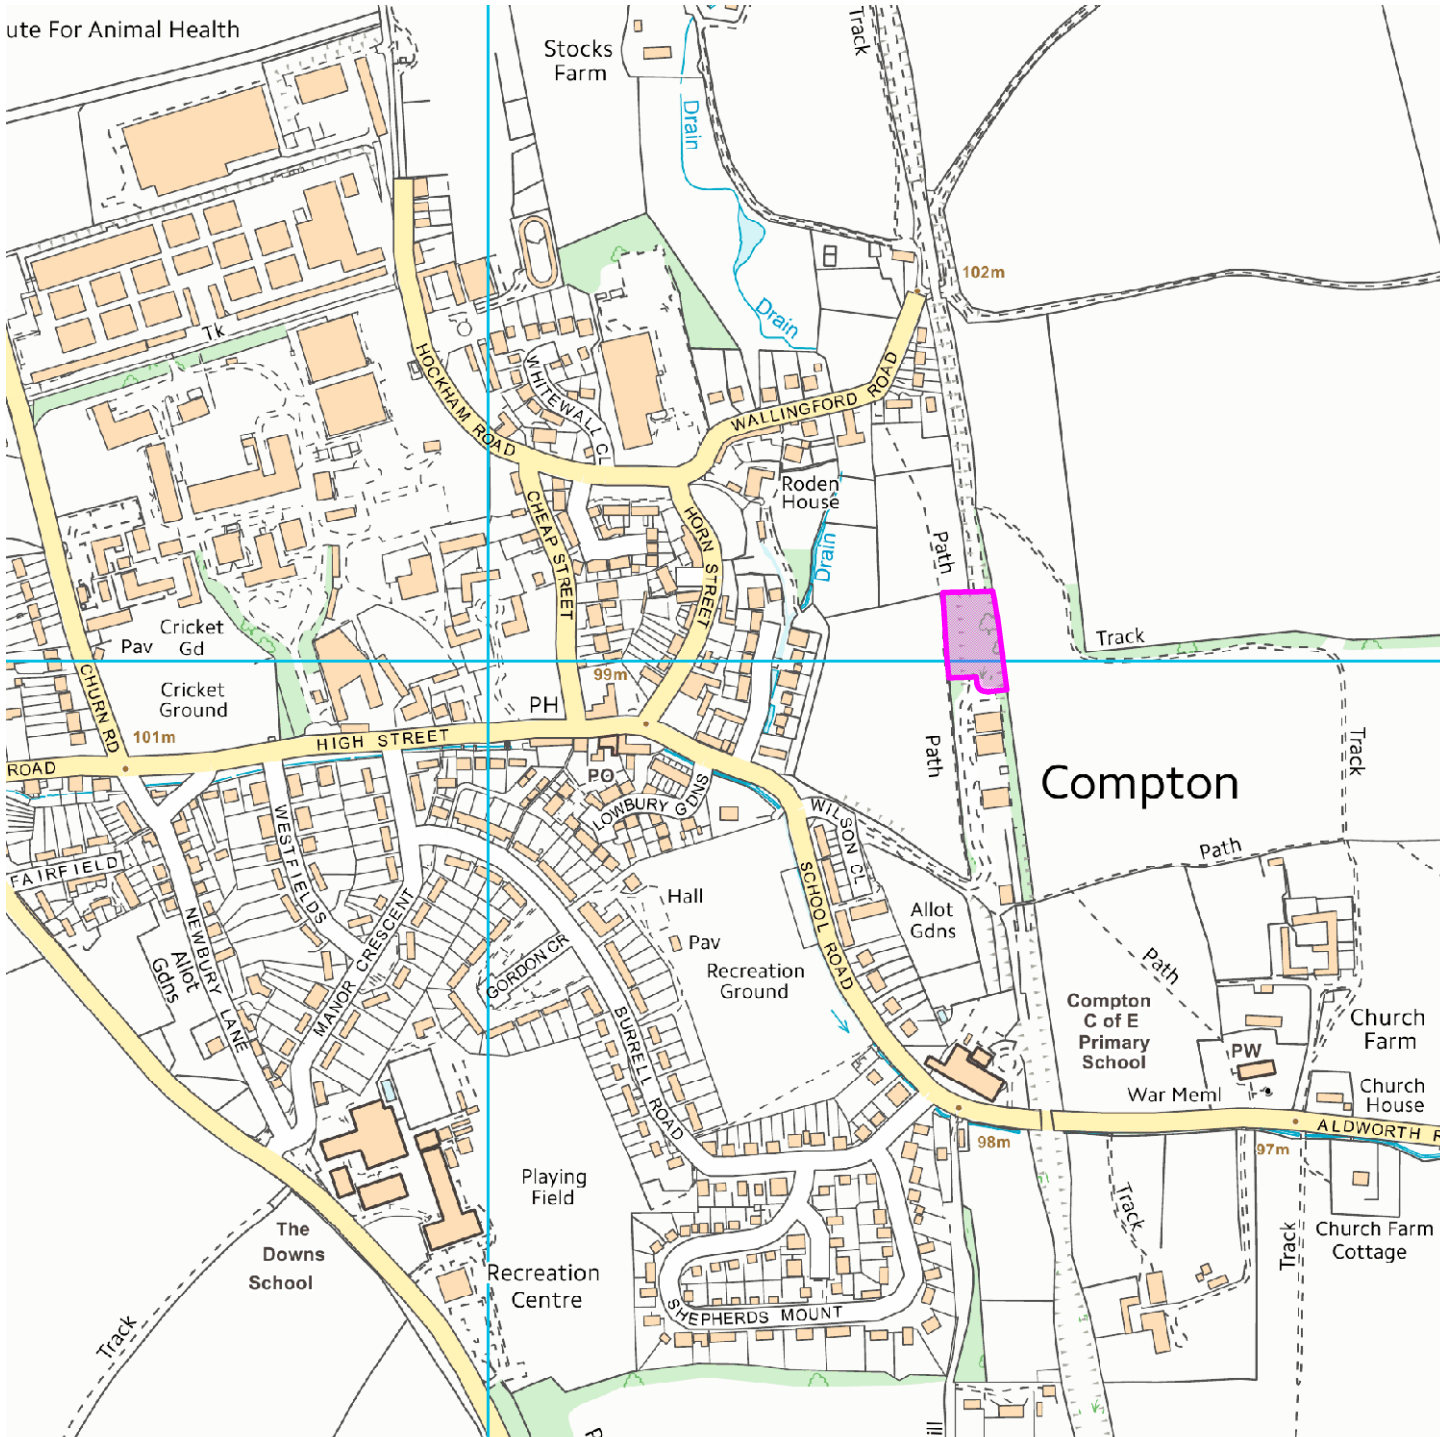 ute For Animal Health
Stocks
Farm
Track
Drain
102m
Drain
Tk
HOCKHAM ROAD
WHITEWALL CL
WALLINGFORD ROAD
Roden
House
CHEAP STREET
HORN STREET
Drain
Path
Cricket
Gd
Pav
Cricket
Ground
CHURN RD
101m
ROAD
HIGH STREET
99m
PH
PO
LOWBURY GDNS
Track
Path
Compton
Track
WILSON CL
Path
FAIRFIELD
WESTFIELDS
NEWBURY LANE
Allot
Gdns
MANOR CRESCENT
GORDON CR
BURRELL ROAD
Hall
Pav
Recreation
Ground
SCHOOL ROAD
Allot
Gdns
Path
Compton
C of E
Primary
School
PW
War Meml
Church
Farm
Church
House
98m
97m
ALDWORTH R
Playing
Field
The
Downs
School
Recreation
Centre
SHEPHERDS MOUNT
Track
Track
Track
Church Farm
Cottage
ill